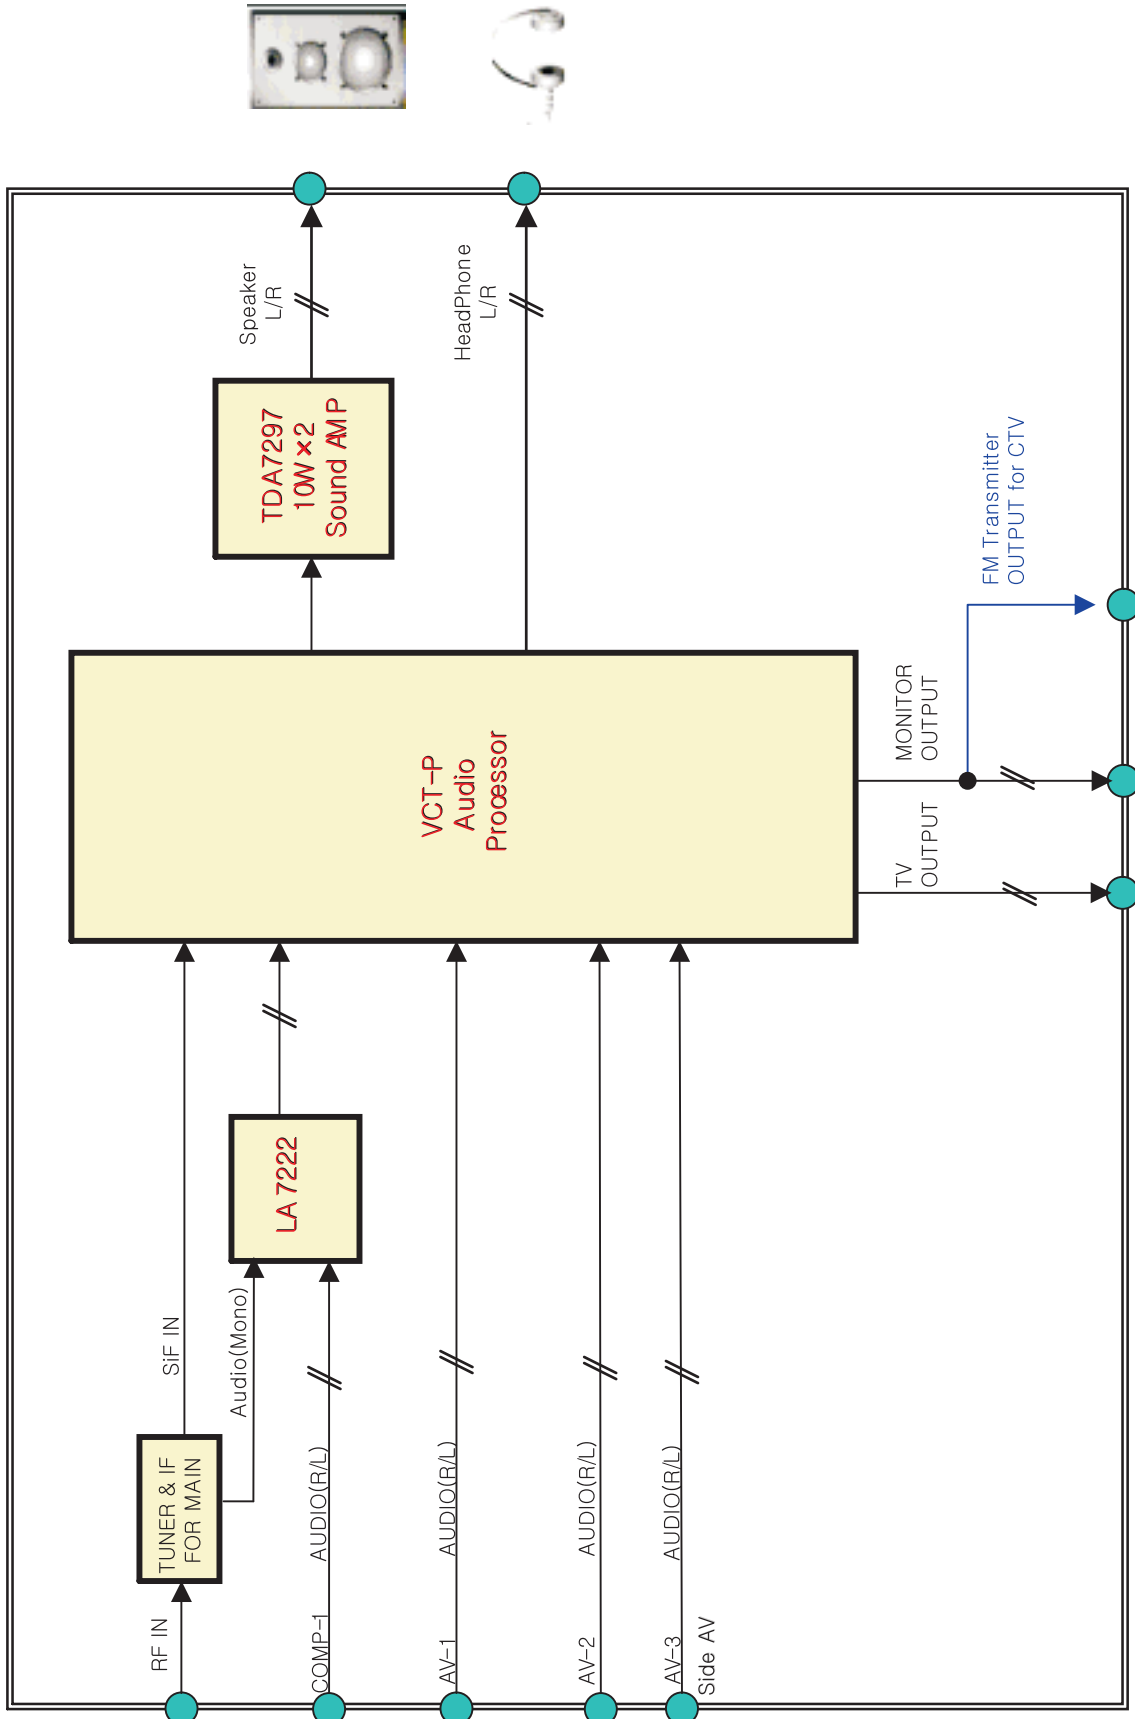 RF IN
TUNER & IF
FOR MAIN
SiF IN
Audio(Mono)
LA7222
COMP-1
AUDIO(R/L)
AV-1
AUDIO(R/L)
AV-2
AUDIO(R/L)
AV-3
AUDIO(R/L)
Side AV
VCT-P
Audio
Processor
TDA7297
10W×2
Sound AMP
Speaker
L/R
HeadPhone
L/R
TV
OUTPUT
MONITOR
OUTPUT
FM Transmitter
OUTPUT for CTV